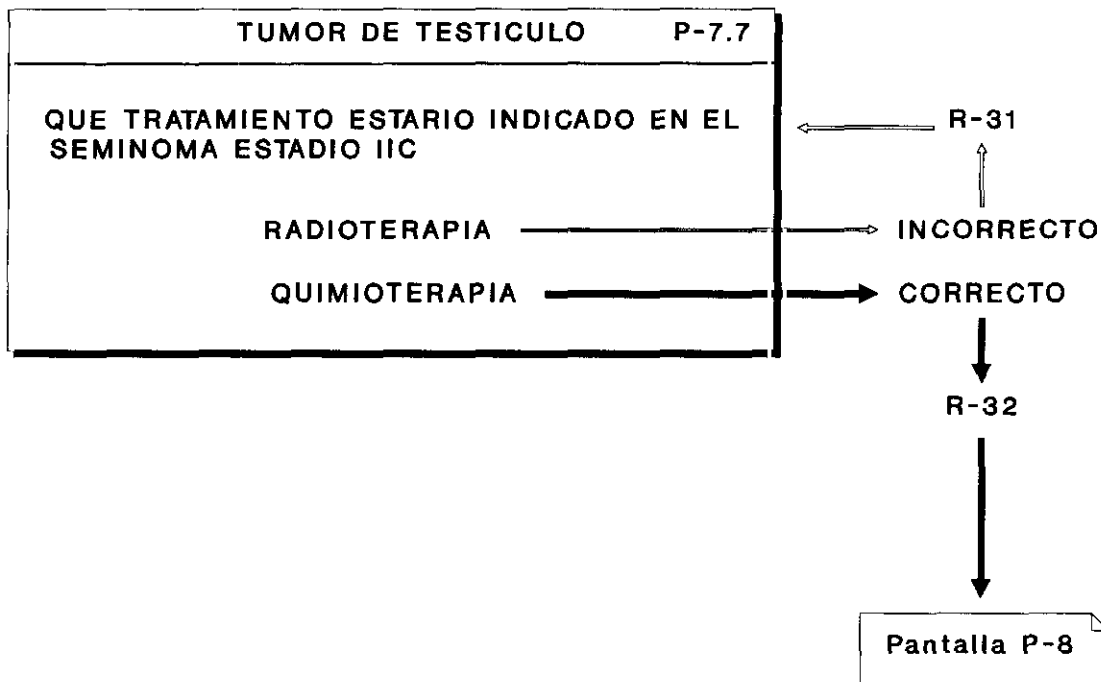 TUMOR DE TESTICULO P-7.7
QUE TRATAMIENTO ESTARIO INDICADO EN EL
SEMINOMA ESTADIO IIC
R-31
RADIOTERAPIA INCORRECTO
QUIMIOTERAPIA CORRECTO
R-32
Pantalla P-8